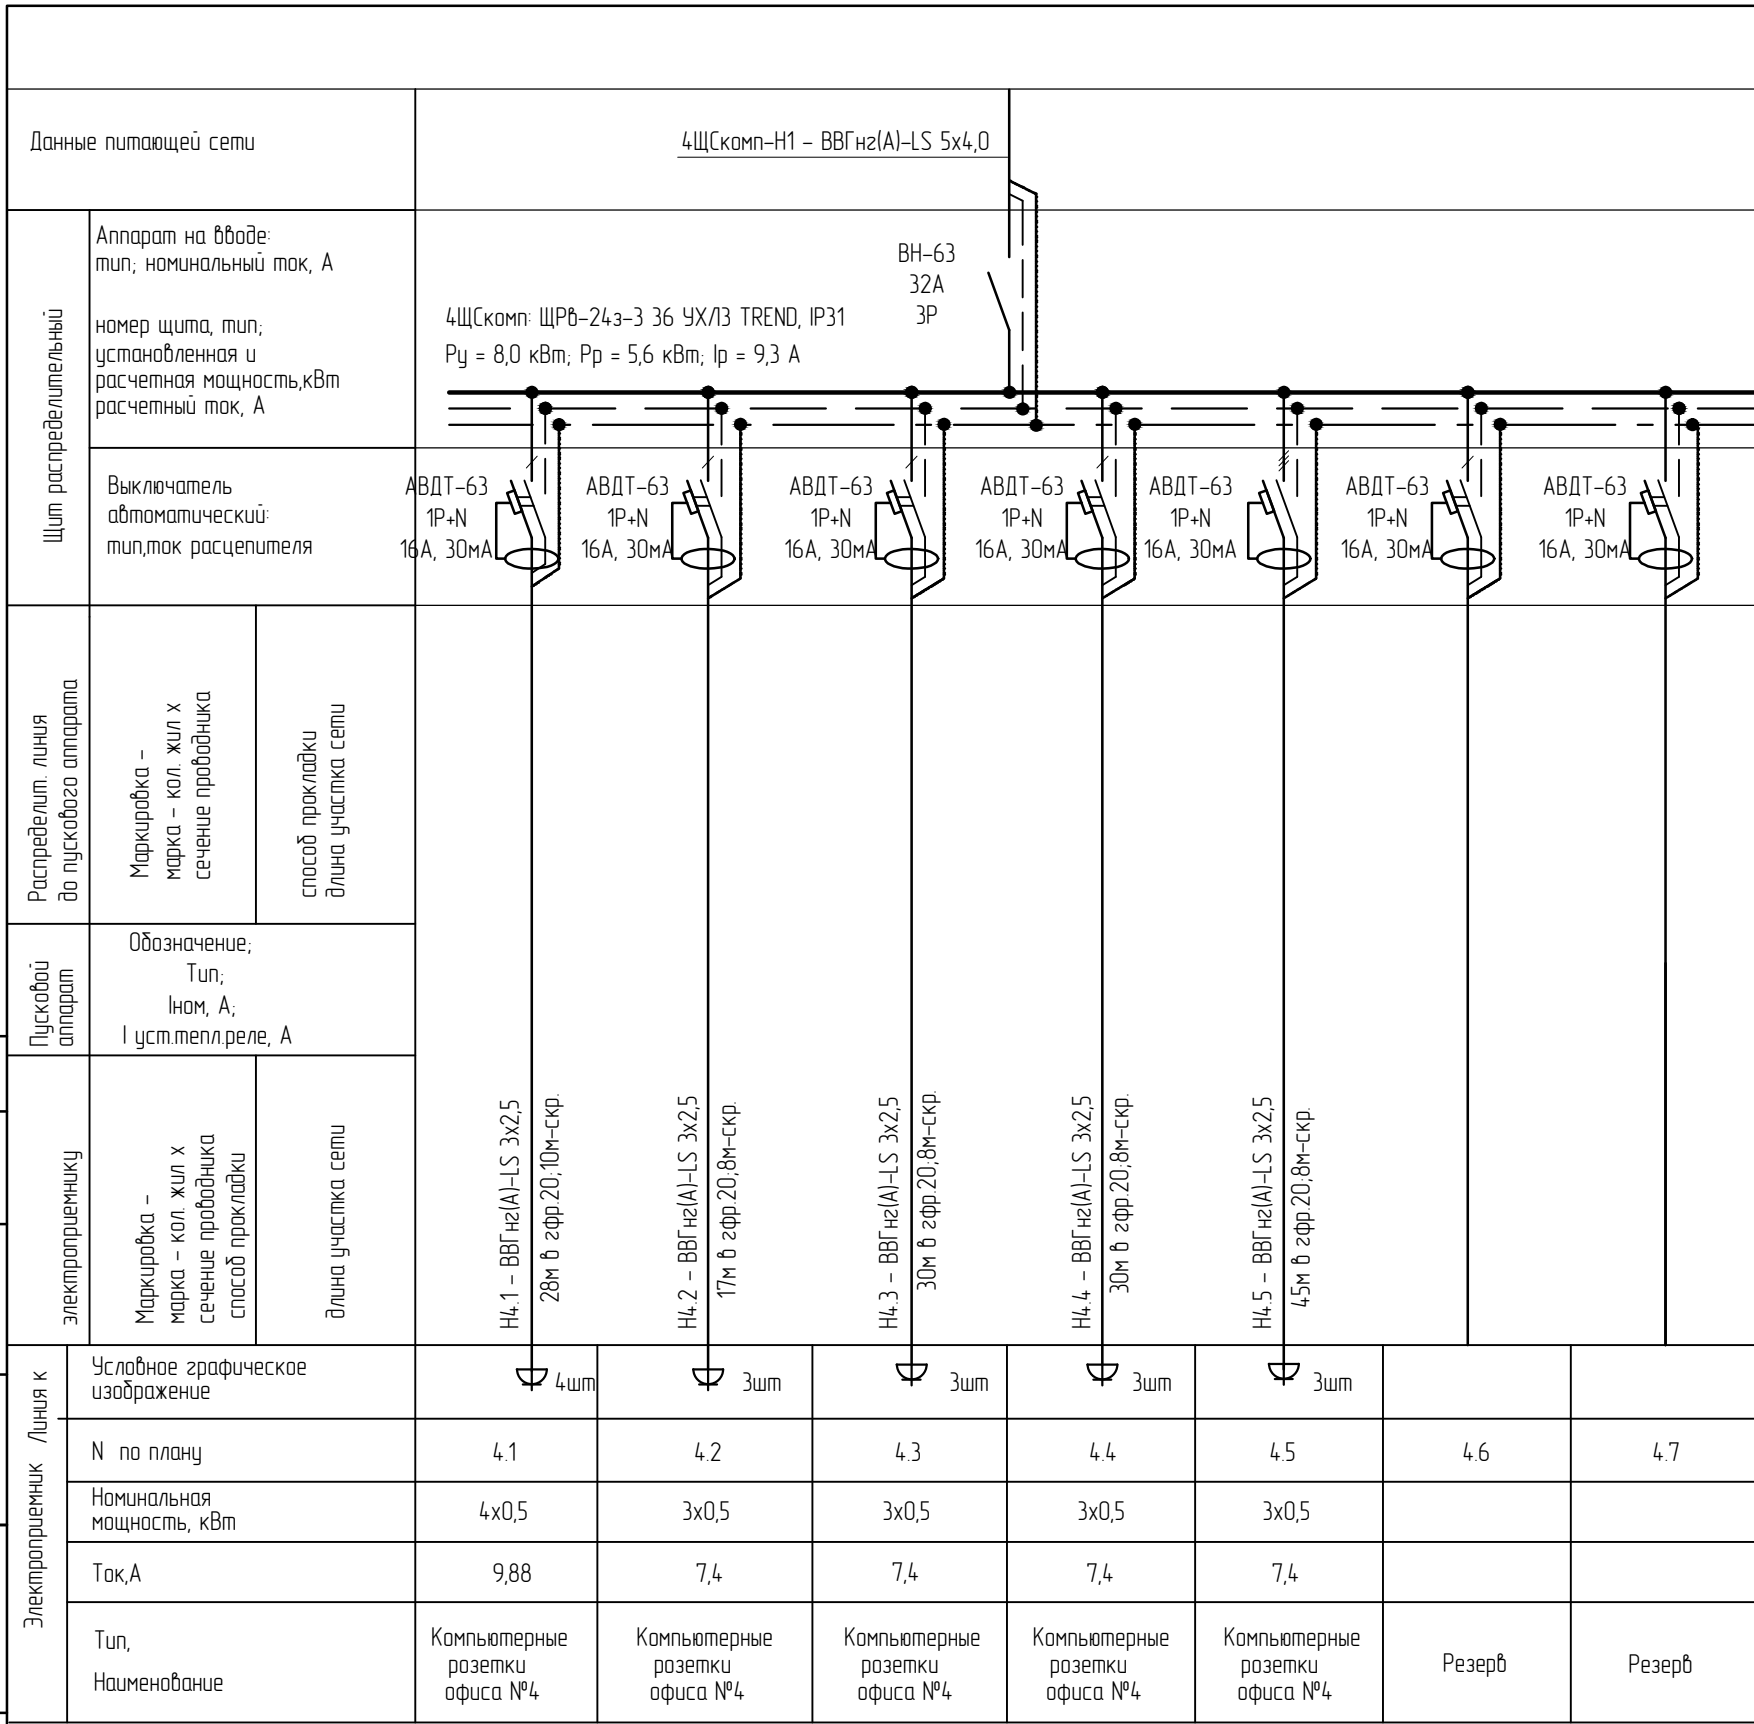 Данные питающей сети
4ЩСкомп-Н1 - ВВГнг(А)-LS 5х4,0
Щит распределительный
Аппарат на вводе:
тип; номинальный ток, А
номер щита, тип;
установленная и
расчетная мощность,кВт
расчетный ток, А
ВН-63
32А
3Р
4ЩСкомп: ЩРв-24з-3 36 УХЛ3 TREND, IP31
Ру = 8,0 кВт; Рр = 5,6 кВт; Iр = 9,3 А
Выключатель
автоматический:
тип,ток расцепителя
АВДТ-63
1Р+N
16А, 30мА
АВДТ-63
1Р+N
16А, 30мА
АВДТ-63
1Р+N
16А, 30мА
АВДТ-63
1Р+N
16А, 30мА
АВДТ-63
1Р+N
16А, 30мА
АВДТ-63
1Р+N
16А, 30мА
АВДТ-63
1Р+N
16А, 30мА
Распределит. линия
до пускового аппарата
Маркировка -
марка - кол. жил х
сечение проводника
способ прокладки
длина участка сети
Пусковой
аппарат
Обозначение;
Тип;
Iном, А;
I уст.тепл.реле, А
электроприемнику
Маркировка -
марка - кол. жил х
сечение проводника
способ прокладки
длина участка сети
Н4.1 - ВВГнг(А)-LS 3х2,5
28м в гфр.20;10м-скр.
Н4.2 - ВВГнг(А)-LS 3х2,5
17м в гфр.20;8м-скр.
Н4.3 - ВВГнг(А)-LS 3х2,5
30м в гфр.20;8м-скр.
Н4.4 - ВВГнг(А)-LS 3х2,5
30м в гфр.20;8м-скр.
Н4.5 - ВВГнг(А)-LS 3х2,5
45м в гфр.20;8м-скр.
Электроприемник Линия к
Условное графическое
изображение
4шт
3шт
3шт
3шт
3шт
N по плану
4.1
4.2
4.3
4.4
4.5
4.6
4.7
Номинальная
мощность, кВт
4х0,5
3х0,5
3х0,5
3х0,5
3х0,5
Ток,А
9,88
7,4
7,4
7,4
7,4
Тип,
Наименование
Компьютерные
розетки
офиса №4
Компьютерные
розетки
офиса №4
Компьютерные
розетки
офиса №4
Компьютерные
розетки
офиса №4
Компьютерные
розетки
офиса №4
Резерв
Резерв